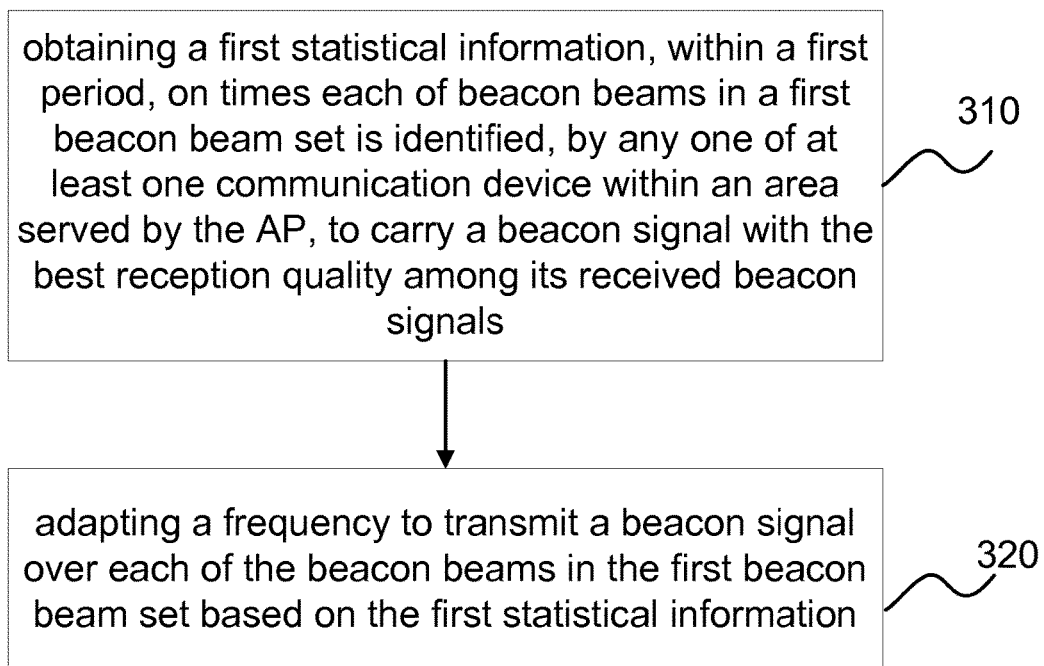 obtaining a first statistical information, within a first
period, on times each of beacon beams in a first
beacon beam set is identified, by any one of at
least one communication device within an area
served by the AP, to carry a beacon signal with the
best reception quality among its received beacon
signals
310
adapting a frequency to transmit a beacon signal
over each of the beacon beams in the first beacon
beam set based on the first statistical information
320